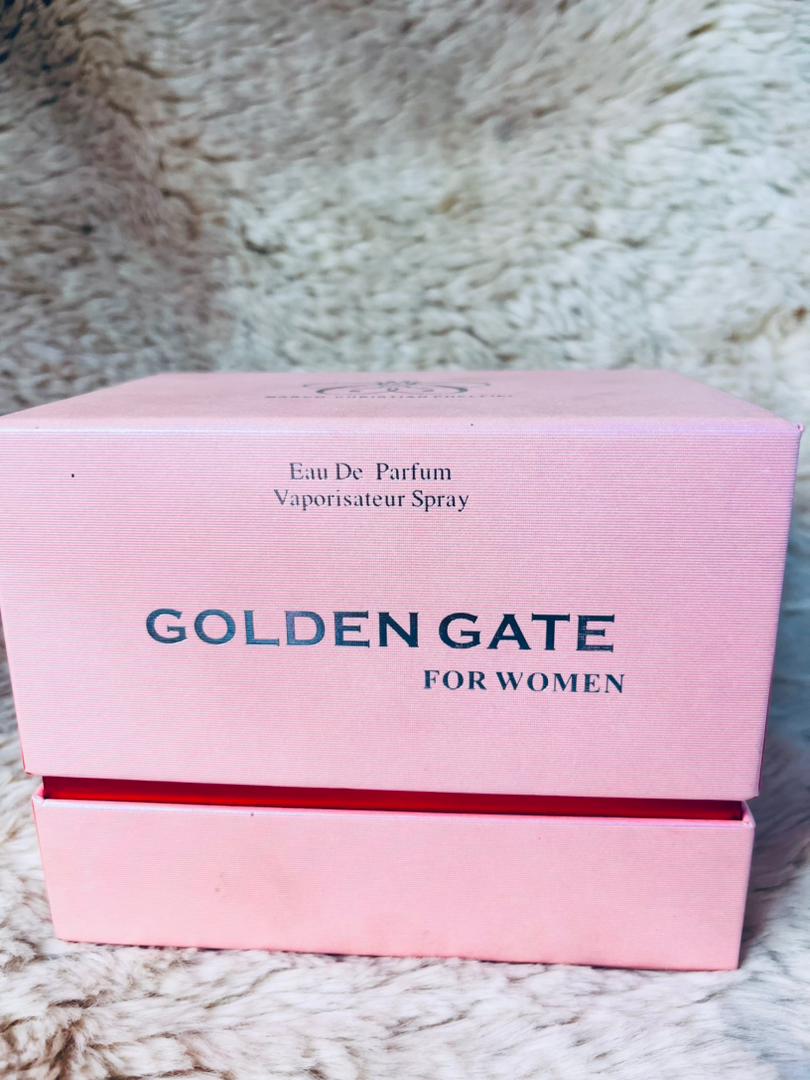 Eau De Parfum
Vaporisateur Spray
GOLDEN GATE
FOR WOMEN